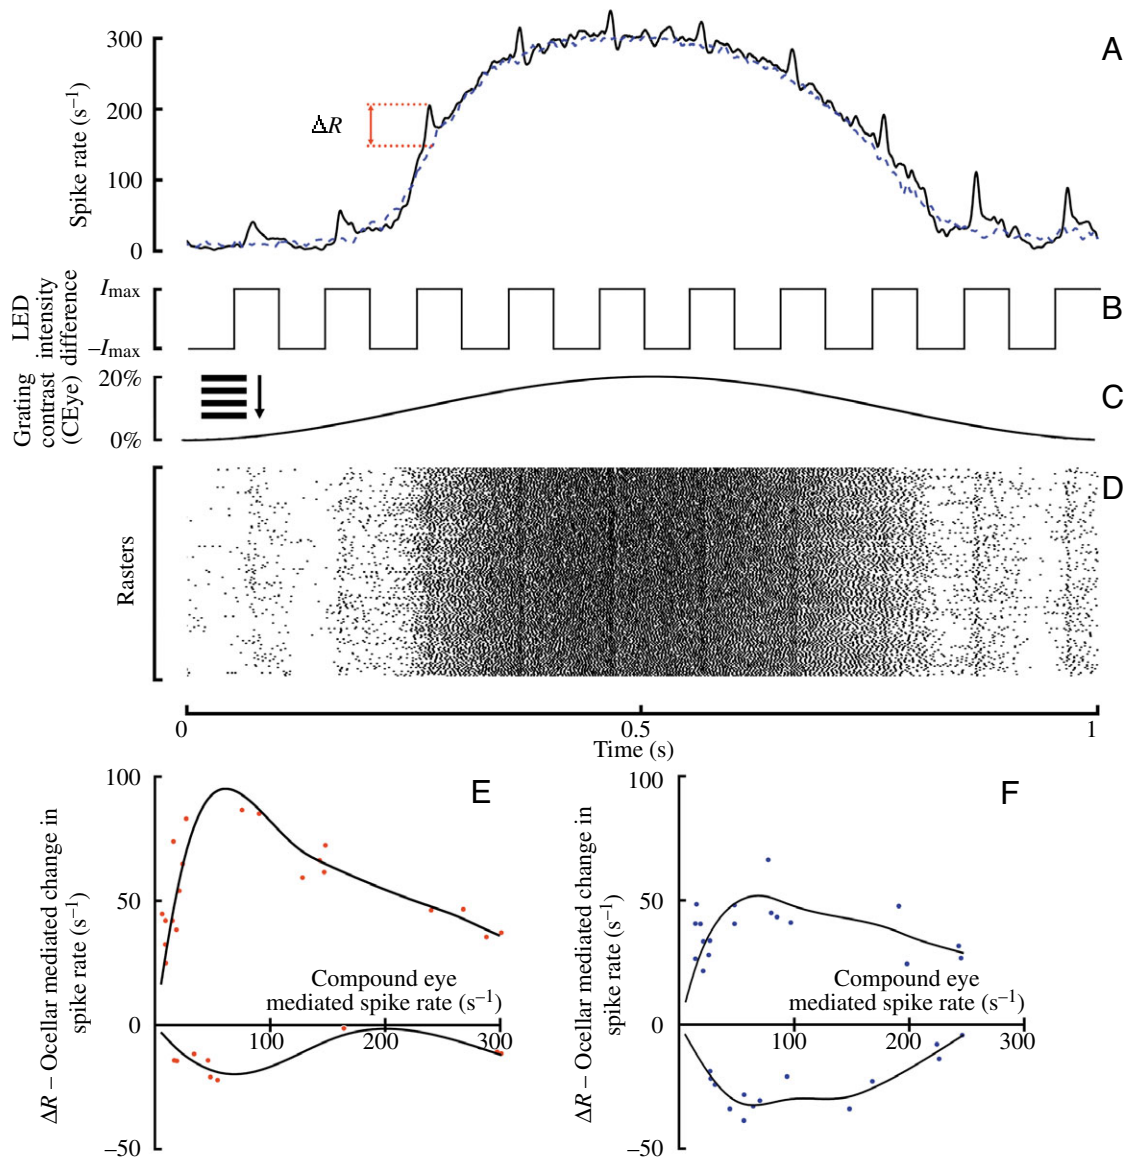 A
300
200
100
0
Spike rate (s⁻¹)
ΔR
B
Imax
–Imax
LED
intensity
difference
C
20%
0%
Grating
contrast
(CEye)
D
Rasters
0
0.5
1
Time (s)
E
100
50
0
–50
ΔR – Ocellar mediated change in
spike rate (s⁻¹)
Compound eye
mediated spike rate (s⁻¹)
100
200
300
F
100
50
0
–50
ΔR – Ocellar mediated change in
spike rate (s⁻¹)
Compound eye
mediated spike rate (s⁻¹)
100
200
300